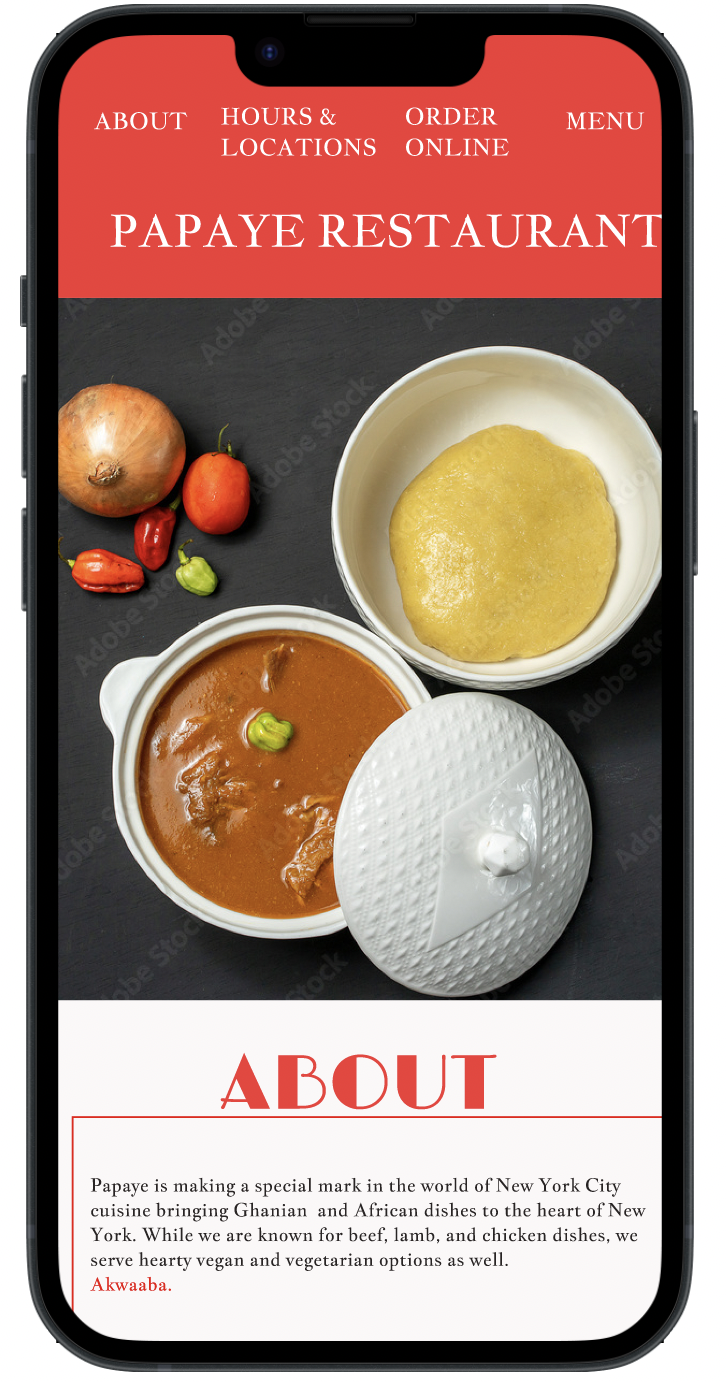 ABOUT HOURS & ORDER MENU
LOCATIONS ONLINE
PAPAYE RESTAURANT
Adobe Stock
ABOUT
Papaye is making a special mark in the world of New York City
cuisine bringing Ghanian  and African dishes to the heart of New
York. While we are known for beef, lamb, and chicken dishes, we
serve hearty vegan and vegetarian options as well.
Akwaaba.